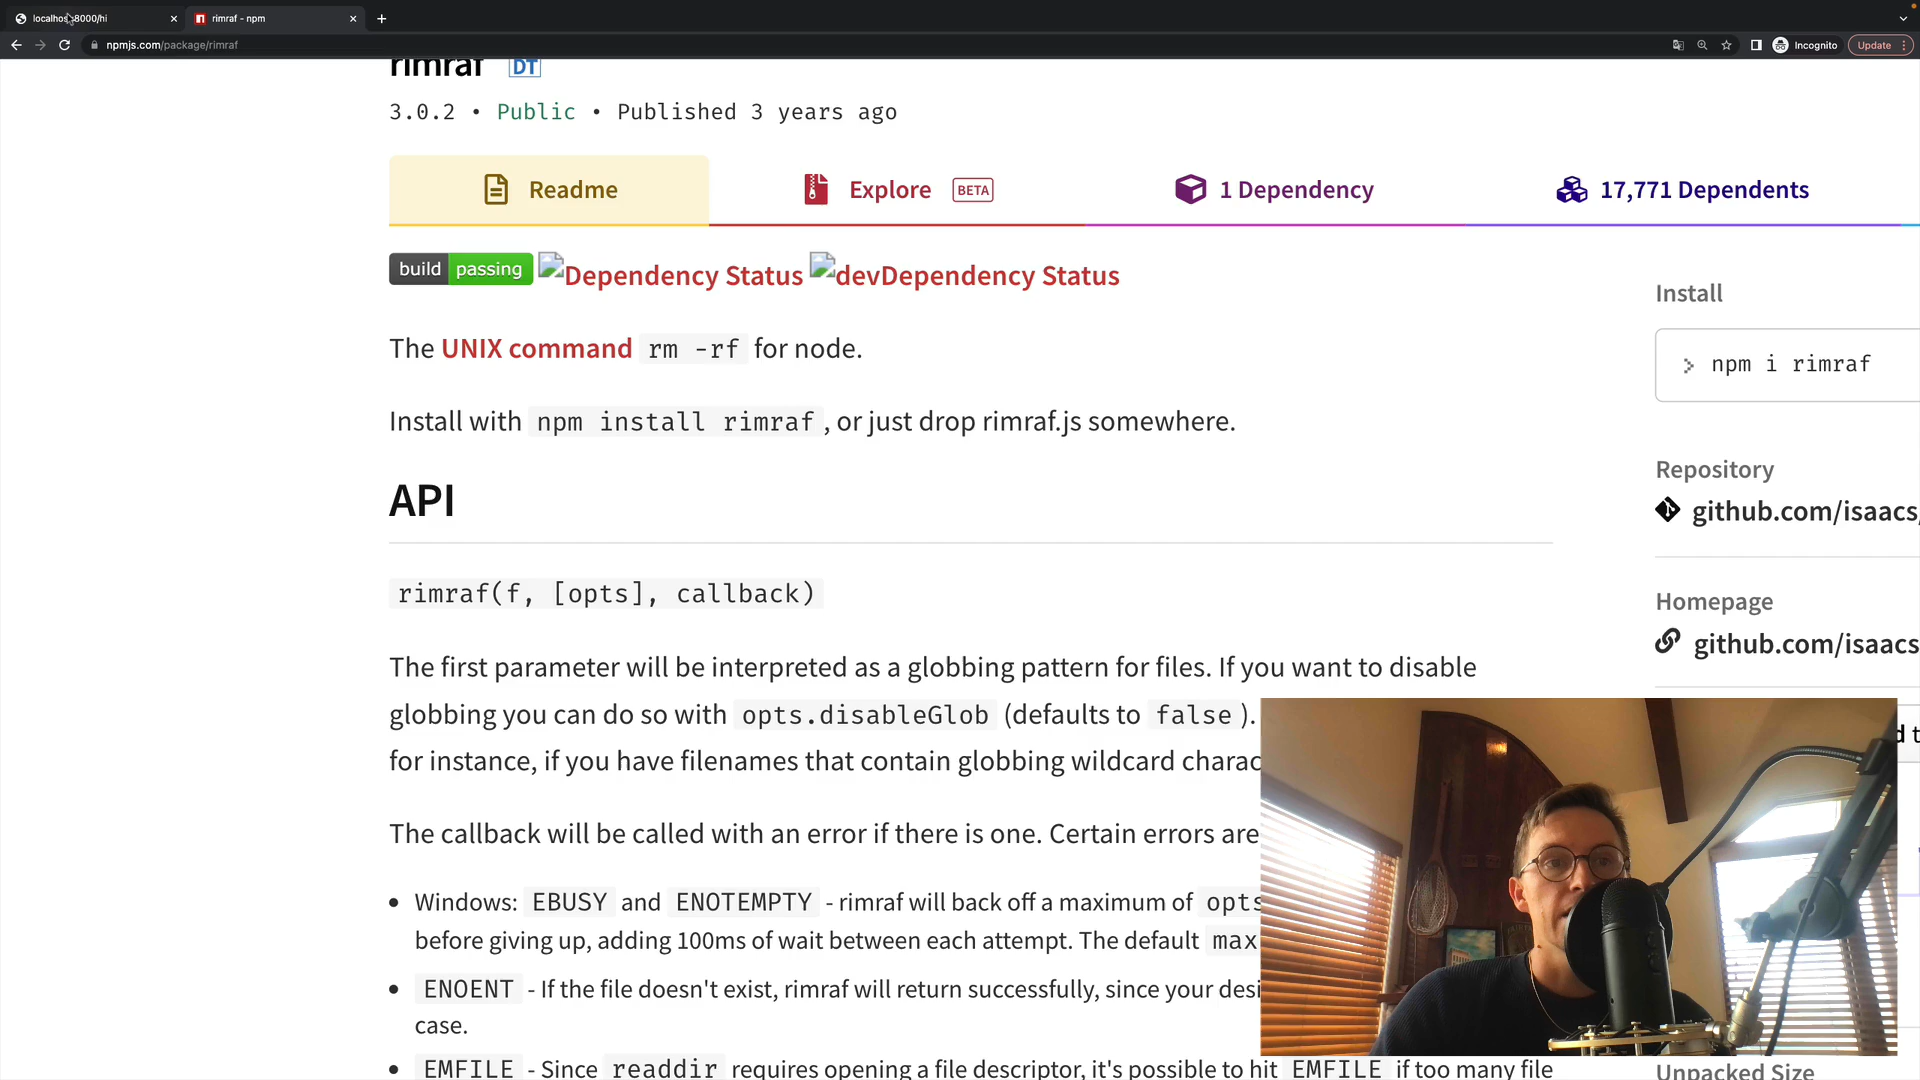 localhost:8000/hi
rimraf - npm
npmjs.com/package/rimraf
Incognito
Update
rimraf DT
3.0.2 • Public • Published 3 years ago
Readme
Explore BETA
1 Dependency
17,771 Dependents
build passing Dependency Status devDependency Status
Install
The UNIX command rm -rf for node.
> npm i rimraf
Install with npm install rimraf, or just drop rimraf.js somewhere.
Repository
API
github.com/isaacs/
rimraf(f, [opts], callback)
Homepage
github.com/isaacs
The first parameter will be interpreted as a globbing pattern for files. If you want to disable
globbing you can do so with opts.disableGlob (defaults to false).
for instance, if you have filenames that contain globbing wildcard charac
The callback will be called with an error if there is one. Certain errors are
• Windows: EBUSY and ENOTEMPTY - rimraf will back off a maximum of opts
before giving up, adding 100ms of wait between each attempt. The default max
• ENOENT - If the file doesn't exist, rimraf will return successfully, since your desi
case.
• EMFILE - Since readdir requires opening a file descriptor, it's possible to hit EMFILE if too many file
Unpacked Size